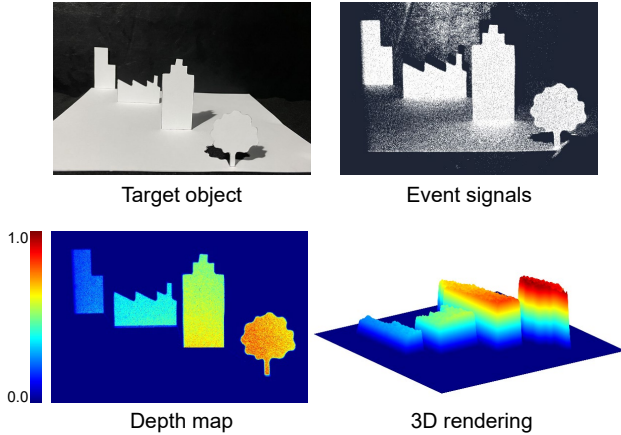 Target object
Event signals
1.0
0.0
Depth map
3D rendering